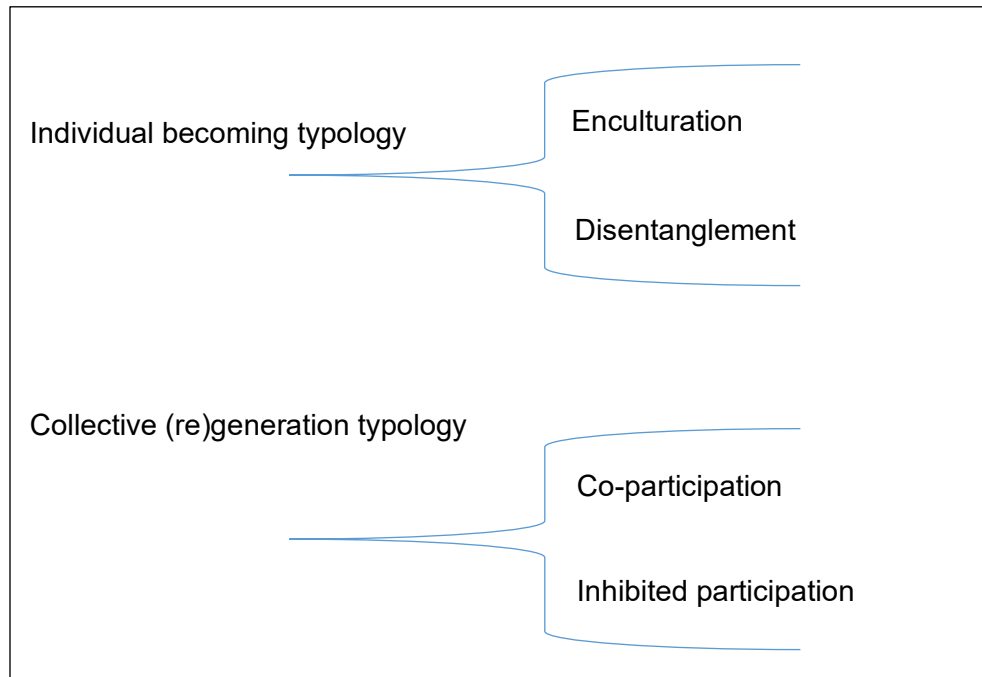 Individual becoming typology
Enculturation
Disentanglement
Collective (re)generation typology
Co-participation
Inhibited participation